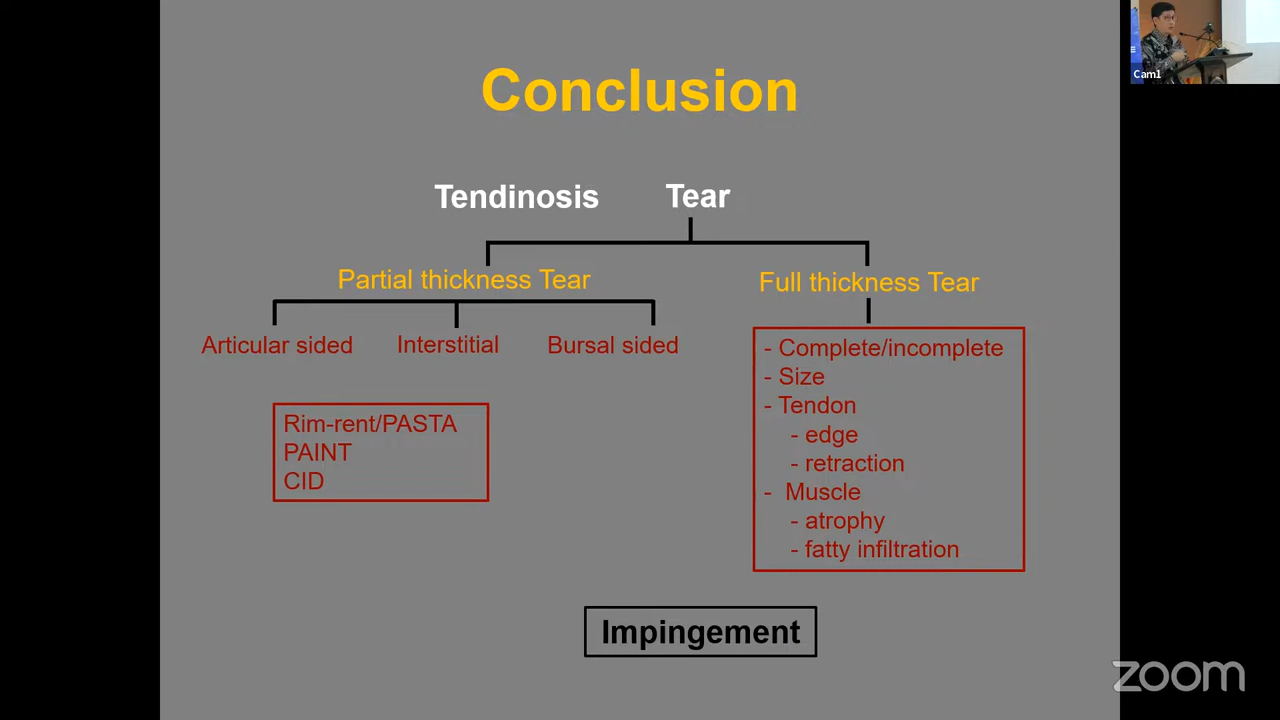 Conclusion
Tendinosis Tear
Partial thickness Tear
Full thickness Tear
Articular sided
Interstitial
Bursal sided
Rim-rent/PASTA
PAINT
CID
- Complete/incomplete
- Size
- Tendon
- edge
- retraction
- Muscle
- atrophy
- fatty infiltration
Impingement
Cam1
E
zoom